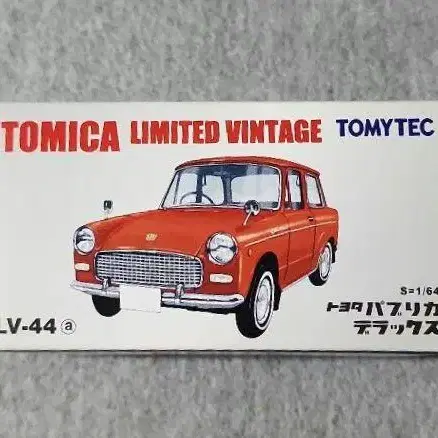 TOMICA LIMITED VINTAGE TOMYTEC
S=1/64
トヨタ パブリカ
デラックス
LV-44 ⓐ